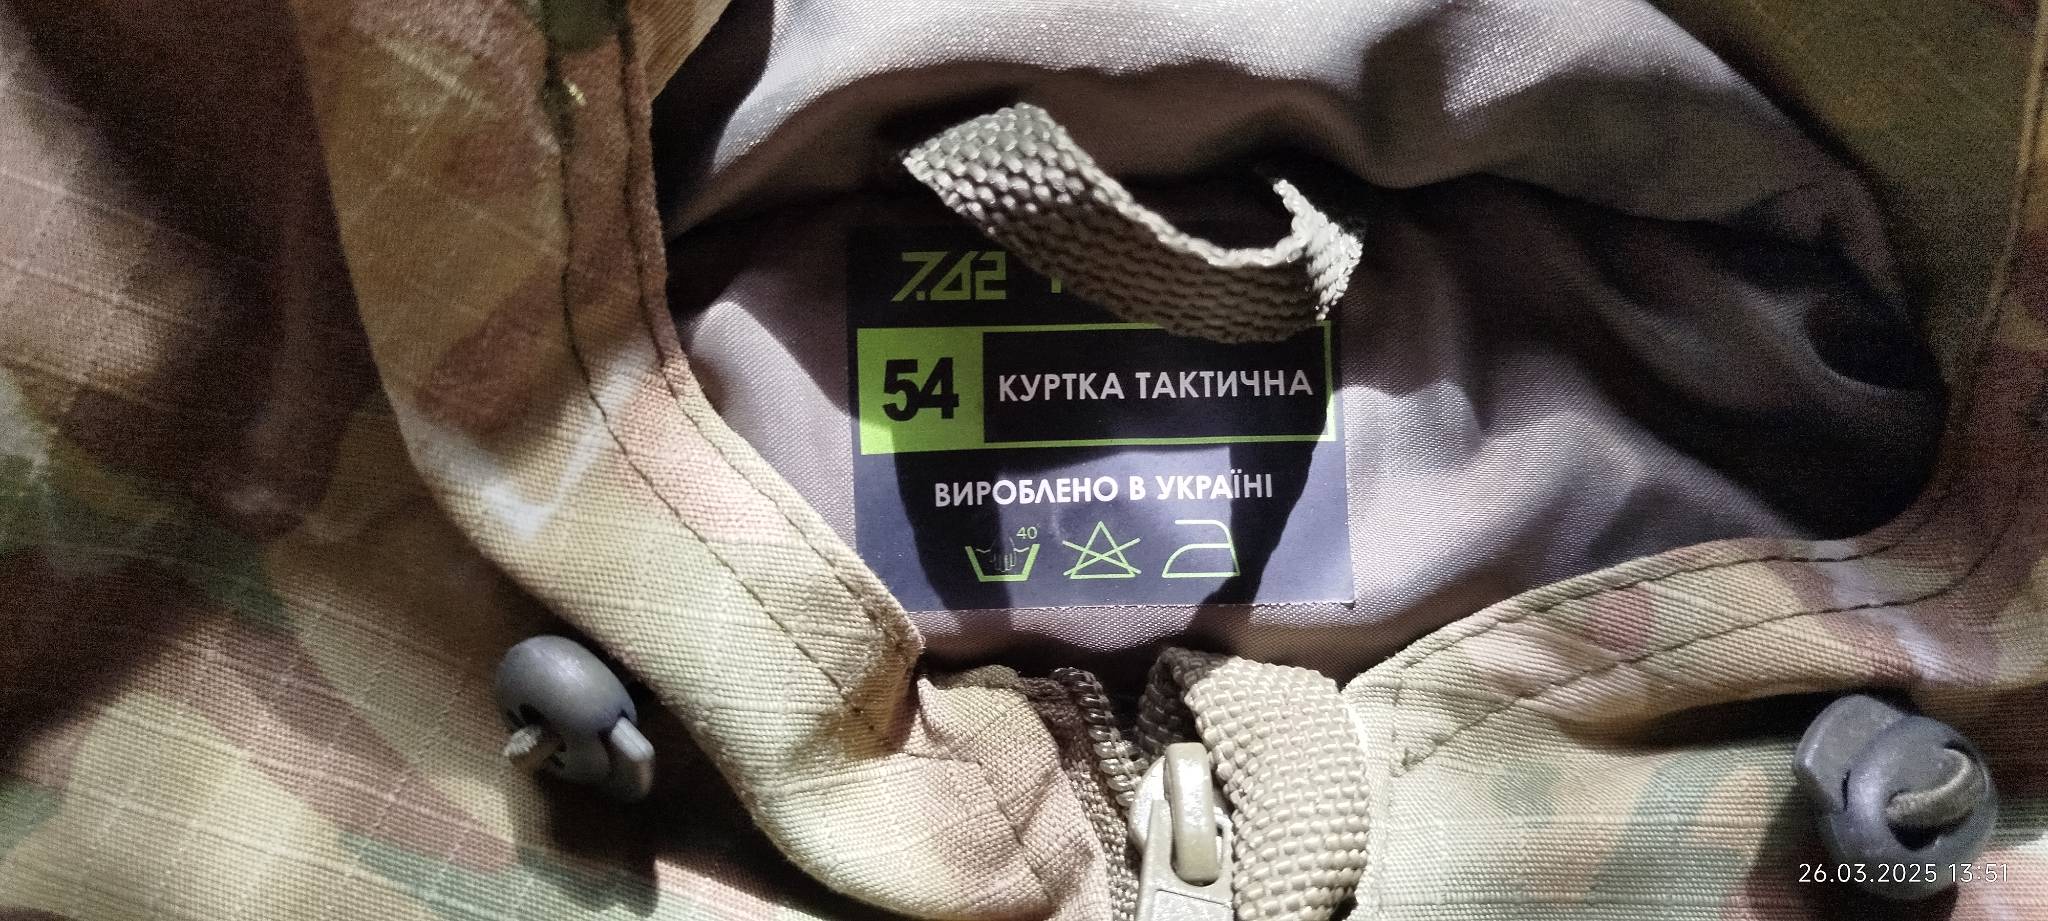 7.62
54 КУРТКА ТАКТИЧНА
ВИРОБЛЕНО В УКРАЇНІ
40
26.03.2025 13:51